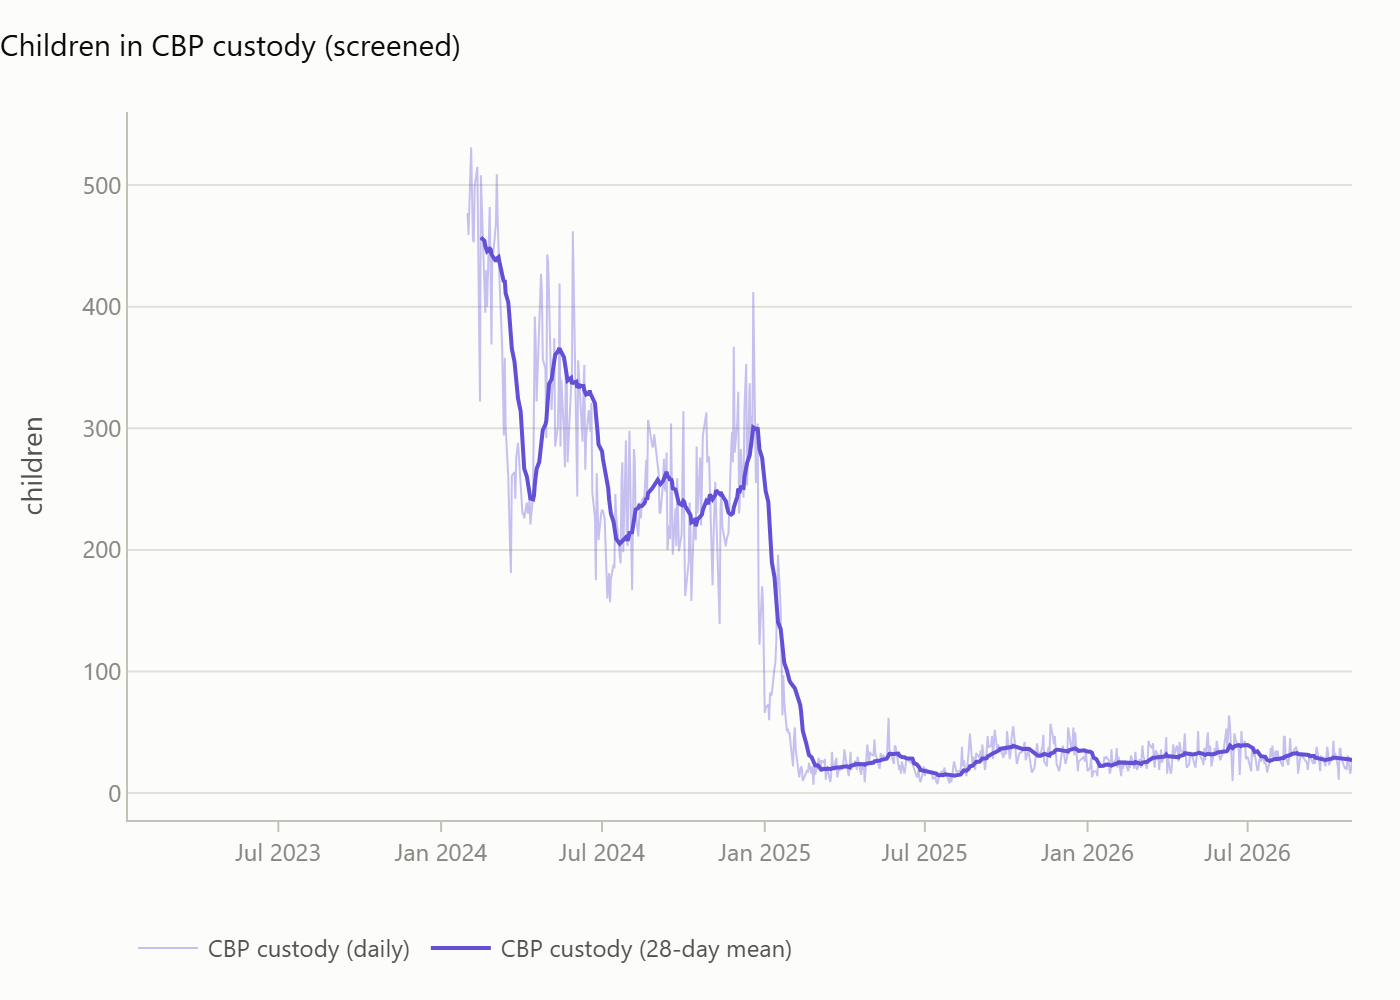 Children in CBP custody (screened)
children
500
400
300
200
100
0
Jul 2023
Jan 2024
Jul 2024
Jan 2025
Jul 2025
Jan 2026
Jul 2026
CBP custody (daily)
CBP custody (28-day mean)